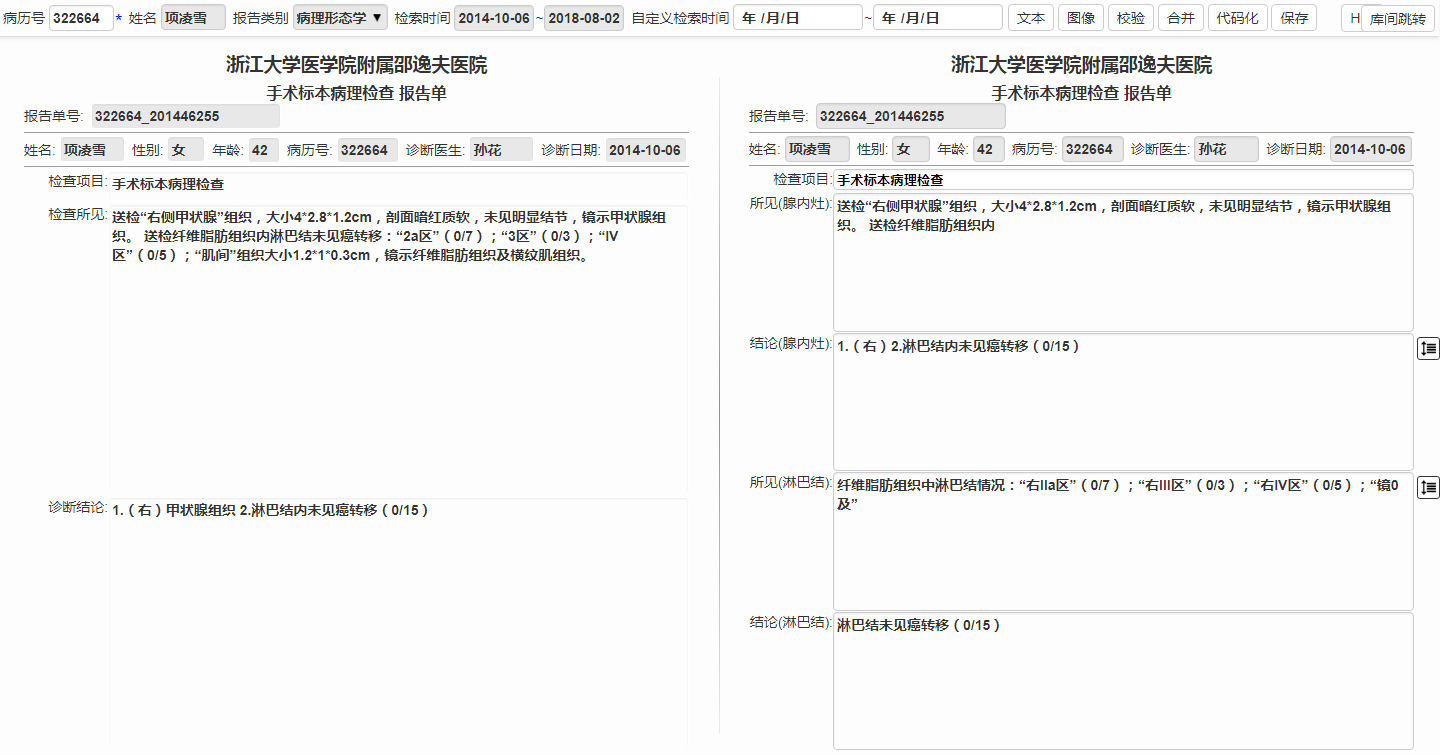 病历号 322664 * 姓名 项凌雪 报告类别 病理形态学 ▼ 检索时间 2014-10-06 ~ 2018-08-02 自定义检索时间 年 /月/日 ~ 年 /月/日 文本 图像 校验 合并 代码化 保存 H 库间跳转
浙江大学医学院附属邵逸夫医院
手术标本病理检查 报告单
报告单号: 322664_201446255
姓名: 项凌雪 性别: 女 年龄: 42 病历号: 322664 诊断医生: 孙花 诊断日期: 2014-10-06
检查项目: 手术标本病理检查
检查所见: 送检“右侧甲状腺”组织，大小4*2.8*1.2cm，剖面暗红质软，未见明显结节，镜示甲状腺组
织。 送检纤维脂肪组织内淋巴结未见癌转移：“2a区”（0/7）；“3区”（0/3）；“IV
区”（0/5）；“肌间”组织大小1.2*1*0.3cm，镜示纤维脂肪组织及横纹肌组织。
诊断结论: 1.（右）甲状腺组织 2.淋巴结内未见癌转移（0/15）
浙江大学医学院附属邵逸夫医院
手术标本病理检查 报告单
报告单号: 322664_201446255
姓名: 项凌雪 性别: 女 年龄: 42 病历号: 322664 诊断医生: 孙花 诊断日期: 2014-10-06
检查项目: 手术标本病理检查
所见(腺内灶): 送检“右侧甲状腺”组织，大小4*2.8*1.2cm，剖面暗红质软，未见明显结节，镜示甲状腺组
织。 送检纤维脂肪组织内
结论(腺内灶): 1.（右）2.淋巴结内未见癌转移（0/15）
所见(淋巴结): 纤维脂肪组织中淋巴结情况：“右IIa区”（0/7）；“右III区”（0/3）；“右IV区”（0/5）；“镜0
及”
结论(淋巴结): 淋巴结未见癌转移（0/15）